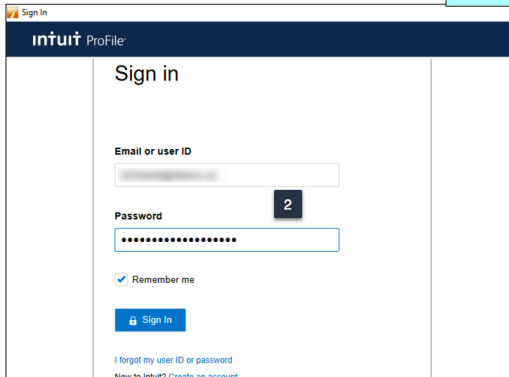 Sign In
ıntuıt ProFile
Sign in
Email or user ID
2
Password
Remember me
Sign In
I forgot my user ID or password
New to Intuit? Create an account